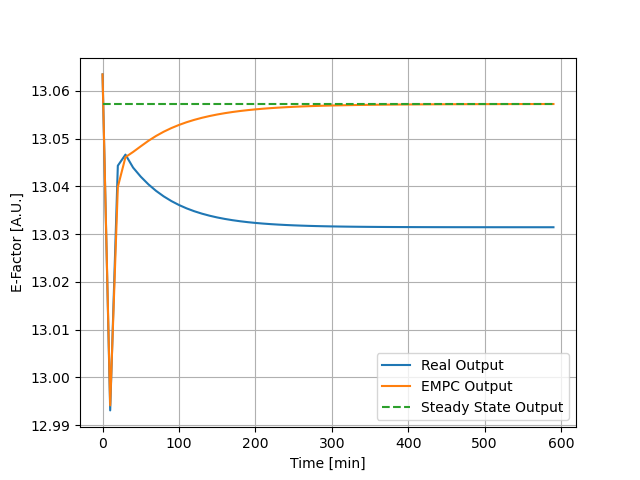 13.06
13.05
13.04
13.03
13.02
13.01
13.00
12.99
E-Factor [A.U.]
Real Output
EMPC Output
Steady State Output
0 100 200 300 400 500 600
Time [min]